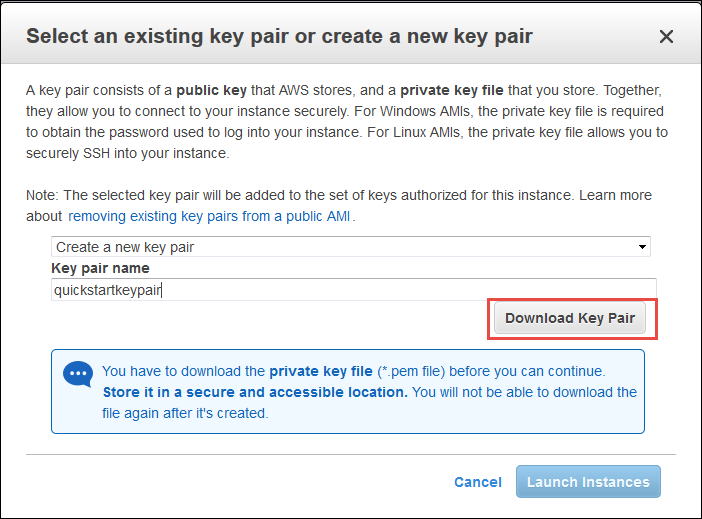 Select an existing key pair or create a new key pair
A key pair consists of a public key that AWS stores, and a private key file that you store. Together,
they allow you to connect to your instance securely. For Windows AMIs, the private key file is required
to obtain the password used to log into your instance. For Linux AMIs, the private key file allows you to
securely SSH into your instance.
Note: The selected key pair will be added to the set of keys authorized for this instance. Learn more
about removing existing key pairs from a public AMI.
Create a new key pair
Key pair name
quickstartkeypair
Download Key Pair
You have to download the private key file (*.pem file) before you can continue.
Store it in a secure and accessible location. You will not be able to download the
file again after it's created.
Cancel Launch Instances